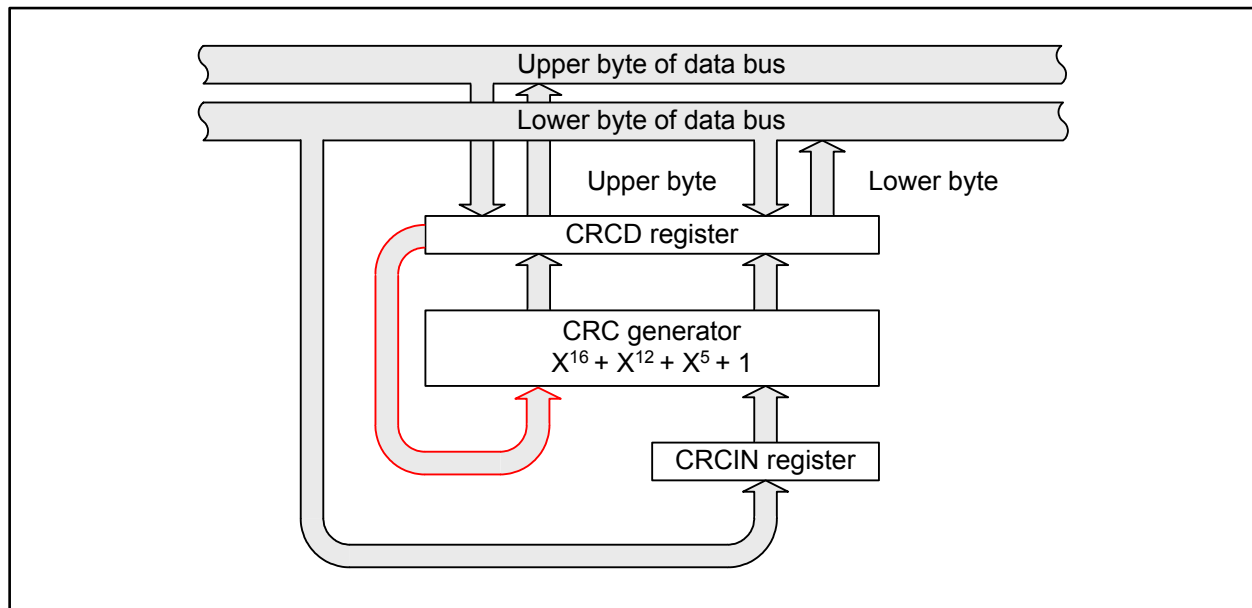 Upper byte of data bus
Lower byte of data bus
Upper byte
Lower byte
CRCD register
CRC generator
X¹⁶ + X¹² + X⁵ + 1
CRCIN register